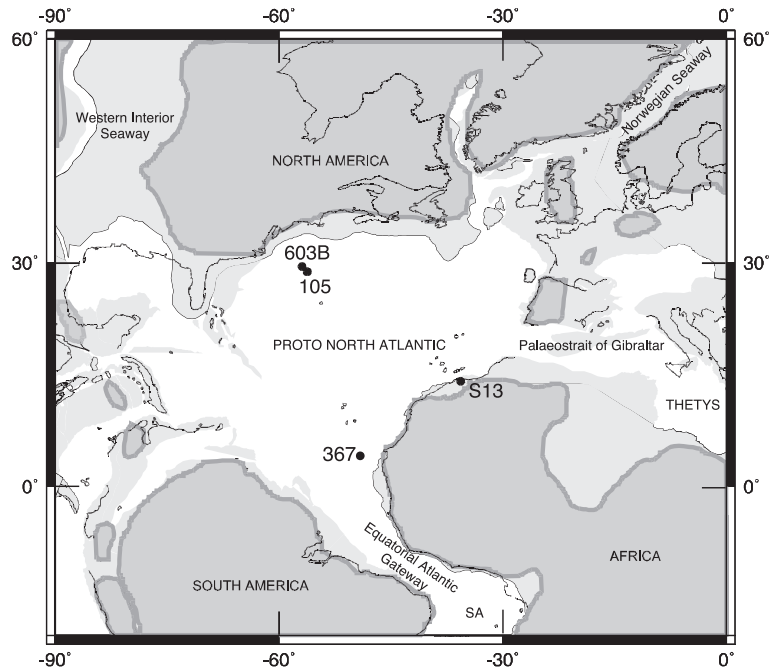 -90° -60° -30° 0°
60° 60°
Norwegian Seaway
Western Interior
Seaway
NORTH AMERICA
603B
30° 30°
105
PROTO NORTH ATLANTIC
Palaeostrait of Gibraltar
S13
THETYS
367
0° 0°
Equatorial Atlantic
Gateway
AFRICA
SOUTH AMERICA
SA
-90° -60° -30° 0°